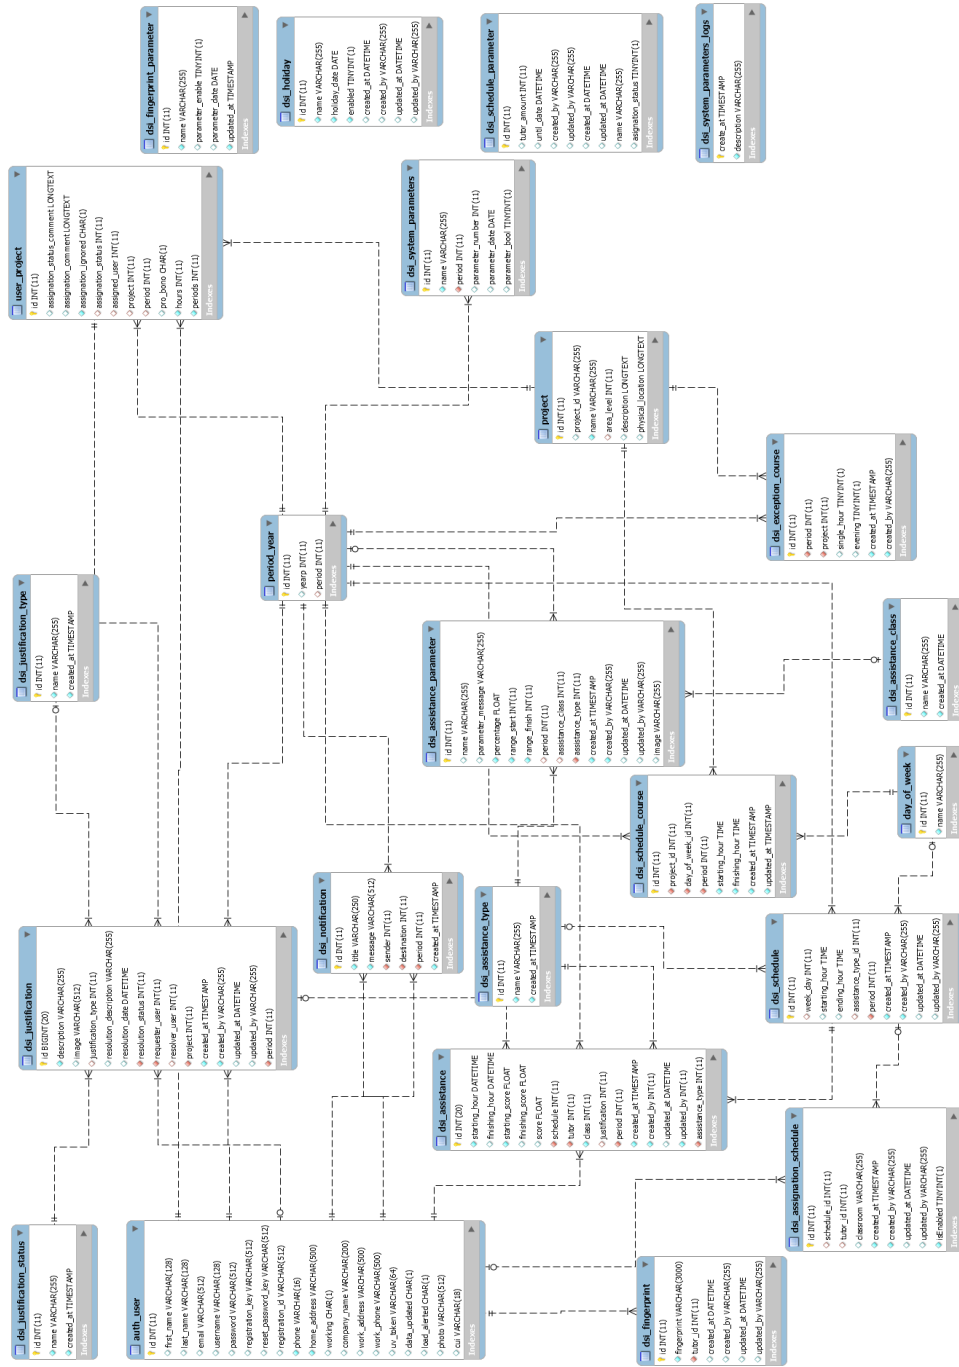 dsi_justification_status
id INT(11)
name VARCHAR(255)
created_at TIMESTAMP
Indexes
dsi_justification
id BIGINT(20)
description VARCHAR(255)
image VARCHAR(512)
justification_type INT(11)
resolution_description VARCHAR(255)
resolution_date DATETIME
resolution_status INT(11)
requester_user INT(11)
resolver_user INT(11)
project INT(11)
created_at TIMESTAMP
created_by VARCHAR(255)
updated_at DATETIME
updated_by VARCHAR(255)
period INT(11)
Indexes
dsi_justification_type
id INT(11)
name VARCHAR(255)
created_at TIMESTAMP
Indexes
user_project
id INT(11)
assignation_status_comment LONGTEXT
assignation_comment LONGTEXT
assignation_ignored CHAR(1)
assignation_status INT(11)
assigned_user INT(11)
project INT(11)
period INT(11)
pro_bono CHAR(1)
hours INT(11)
periods INT(11)
Indexes
dsi_fingerprint_parameter
id INT(11)
name VARCHAR(255)
parameter_enable TINYINT(1)
parameter_date DATE
updated_at TIMESTAMP
Indexes
auth_user
id INT(11)
first_name VARCHAR(128)
last_name VARCHAR(128)
email VARCHAR(512)
username VARCHAR(128)
password VARCHAR(512)
registration_key VARCHAR(512)
reset_password_key VARCHAR(512)
registration_id VARCHAR(512)
phone VARCHAR(16)
home_address VARCHAR(500)
working CHAR(1)
company_name VARCHAR(200)
work_address VARCHAR(500)
work_phone VARCHAR(500)
uv_token VARCHAR(64)
data_updated CHAR(1)
load_alerted CHAR(1)
photo VARCHAR(512)
cui VARCHAR(18)
Indexes
period_year
id INT(11)
yearp INT(11)
period INT(11)
Indexes
dsi_holiday
id INT(11)
name VARCHAR(255)
holiday_date DATE
enabled TINYINT(1)
created_at DATETIME
created_by VARCHAR(255)
updated_at DATETIME
updated_by VARCHAR(255)
Indexes
dsi_notification
id INT(11)
title VARCHAR(250)
message VARCHAR(512)
sender INT(11)
destination INT(11)
period INT(11)
created_at TIMESTAMP
Indexes
dsi_system_parameters
id INT(11)
name VARCHAR(255)
period INT(11)
parameter_number INT(11)
parameter_date DATE
parameter_bool TINYINT(1)
Indexes
dsi_assistance
id INT(20)
starting_hour DATETIME
finishing_hour DATETIME
starting_score FLOAT
finishing_score FLOAT
score FLOAT
schedule INT(11)
tutor INT(11)
class INT(11)
justification INT(11)
period INT(11)
created_at TIMESTAMP
created_by INT(11)
updated_at DATETIME
updated_by INT(11)
assistance_type INT(11)
Indexes
dsi_assistance_type
id INT(11)
name VARCHAR(255)
created_at TIMESTAMP
Indexes
dsi_assistance_parameter
id INT(11)
name VARCHAR(255)
parameter_message VARCHAR(255)
percentage FLOAT
range_start INT(11)
range_finish INT(11)
period INT(11)
assistance_class INT(11)
assistance_type INT(11)
created_at TIMESTAMP
created_by VARCHAR(255)
updated_at DATETIME
updated_by VARCHAR(255)
image VARCHAR(255)
Indexes
dsi_schedule_parameter
id INT(11)
tutor_amount INT(11)
until_date DATETIME
created_by VARCHAR(255)
updated_by VARCHAR(255)
created_at DATETIME
updated_at DATETIME
name VARCHAR(255)
asignation_status TINYINT(1)
Indexes
project
id INT(11)
project_id VARCHAR(255)
name VARCHAR(255)
area_level INT(11)
description LONGTEXT
physical_location LONGTEXT
Indexes
dsi_fingerprint
id INT(11)
fingerprint VARCHAR(3000)
tutor_id INT(11)
created_at DATETIME
created_by VARCHAR(255)
updated_at DATETIME
updated_by VARCHAR(255)
Indexes
dsi_schedule_course
id INT(11)
project_id INT(11)
day_of_week_id INT(11)
period INT(11)
starting_hour TIME
finishing_hour TIME
created_at TIMESTAMP
updated_at TIMESTAMP
Indexes
dsi_system_parameters_logs
create_at TIMESTAMP
description VARCHAR(255)
Indexes
dsi_assignation_schedule
id INT(11)
schedule_id INT(11)
tutor_id INT(11)
classroom VARCHAR(255)
created_at TIMESTAMP
created_by VARCHAR(255)
updated_at DATETIME
updated_by VARCHAR(255)
isEnabled TINYINT(1)
Indexes
dsi_schedule
id INT(11)
week_day INT(11)
starting_hour TIME
ending_hour TIME
assistance_type_id INT(11)
period INT(11)
created_at TIMESTAMP
created_by VARCHAR(255)
updated_at DATETIME
updated_by VARCHAR(255)
Indexes
dsi_exception_course
id INT(11)
period INT(11)
project INT(11)
single_hour TINYINT(1)
evening TINYINT(1)
created_at TIMESTAMP
created_by VARCHAR(255)
Indexes
day_of_week
id INT(11)
name VARCHAR(255)
Indexes
dsi_assistance_class
id INT(11)
name VARCHAR(255)
created_at DATETIME
Indexes